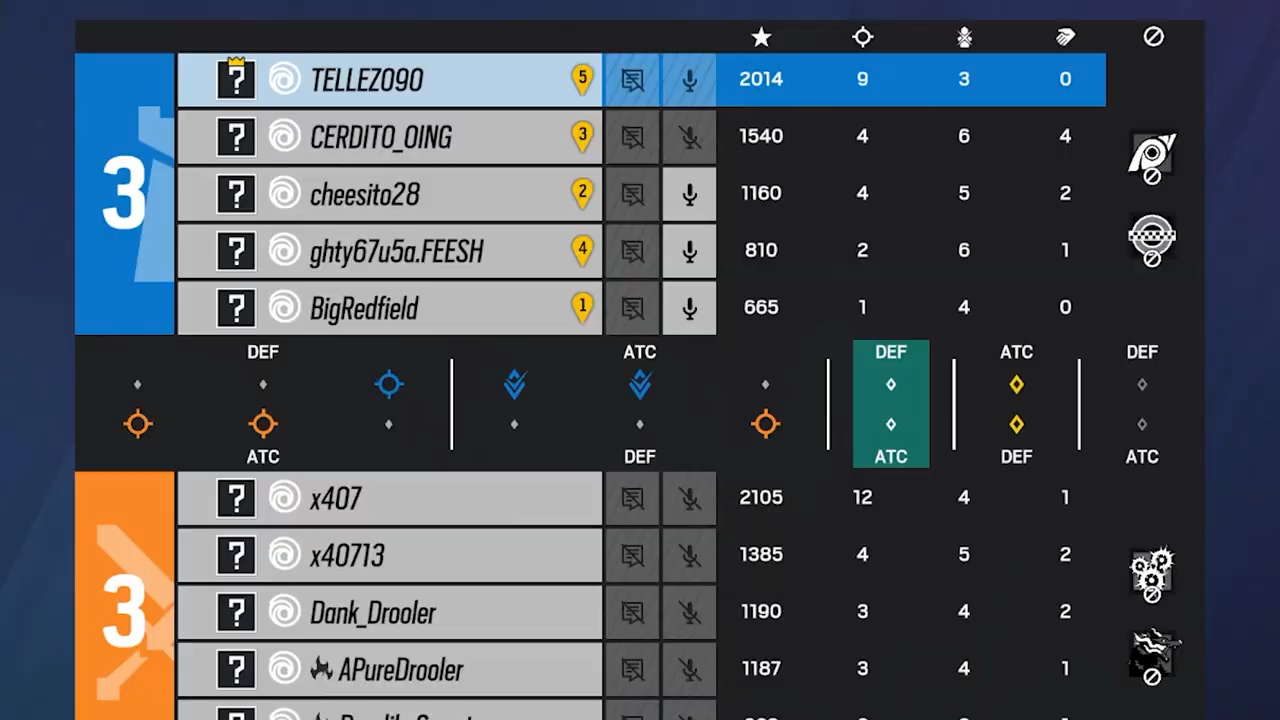 3
? TELLEZ090 5 2014 9 3 0
? CERDITO_OING 3 1540 4 6 4
? cheesito28 2 1160 4 5 2
? ghty67u5a.FEESH 4 810 2 6 1
? BigRedfield 1 665 1 4 0
DEF ATC DEF ATC DEF
ATC DEF ATC DEF ATC
3
? x407 2105 12 4 1
? x40713 1385 4 5 2
? Dank_Drooler 1190 3 4 2
? APureDrooler 1187 3 4 1